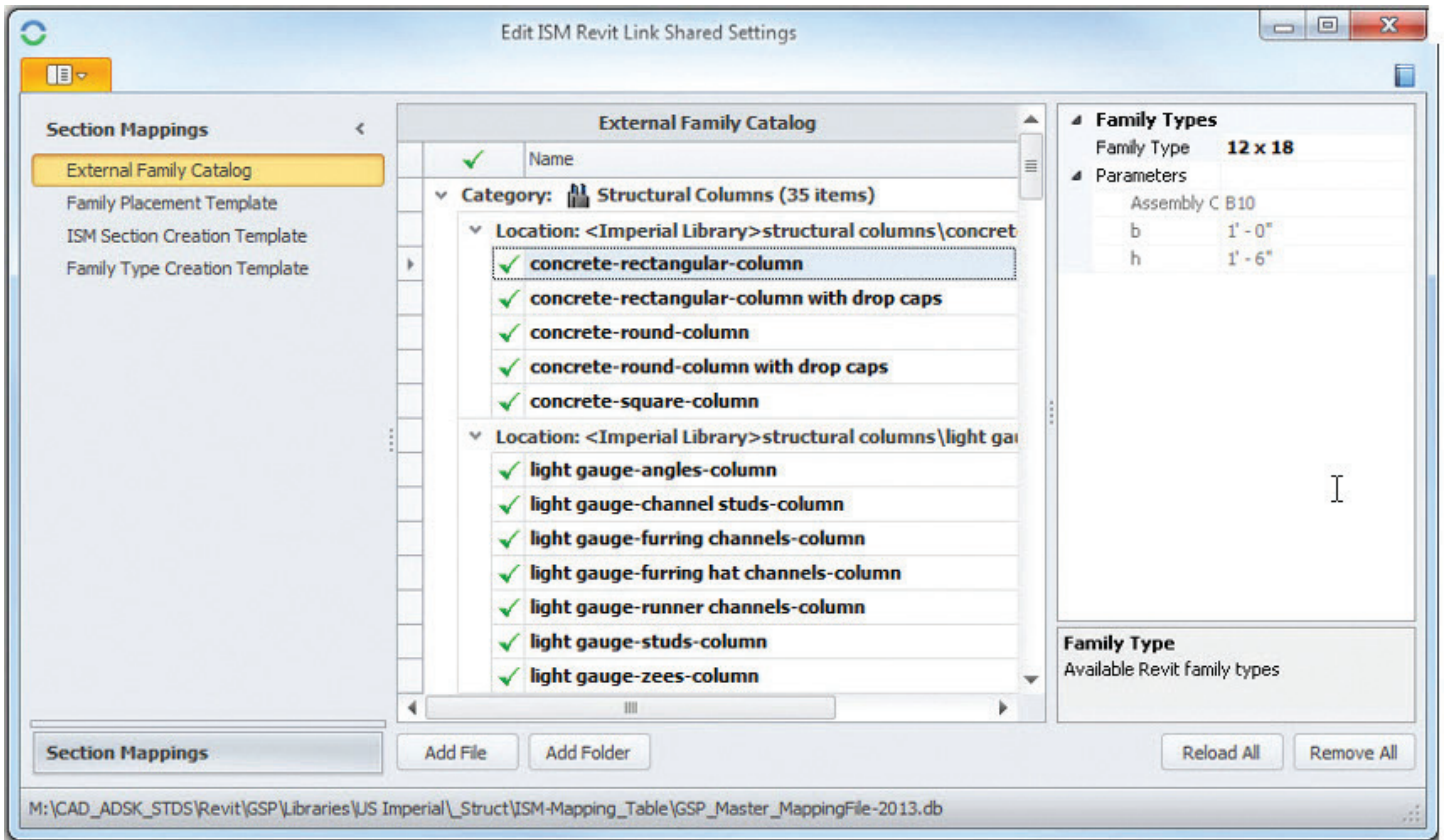 Edit ISM Revit Link Shared Settings
Section Mappings
External Family Catalog
Family Placement Template
ISM Section Creation Template
Family Type Creation Template
Section Mappings
External Family Catalog
Name
Category: Structural Columns (35 items)
Location: <Imperial Library>structural columns\concret
concrete-rectangular-column
concrete-rectangular-column with drop caps
concrete-round-column
concrete-round-column with drop caps
concrete-square-column
Location: <Imperial Library>structural columns\light gau
light gauge-angles-column
light gauge-channel studs-column
light gauge-furring channels-column
light gauge-furring hat channels-column
light gauge-runner channels-column
light gauge-studs-column
light gauge-zees-column
Add File Add Folder
Family Types
Family Type 12 x 18
Parameters
Assembly C B10
b 1' - 0"
h 1' - 6"
Family Type
Available Revit family types
Reload All Remove All
M:\CAD_ADSK_STDS\Revit\GSP\Libraries\US Imperial\_Struct\ISM-Mapping_Table\GSP_Master_MappingFile-2013.db